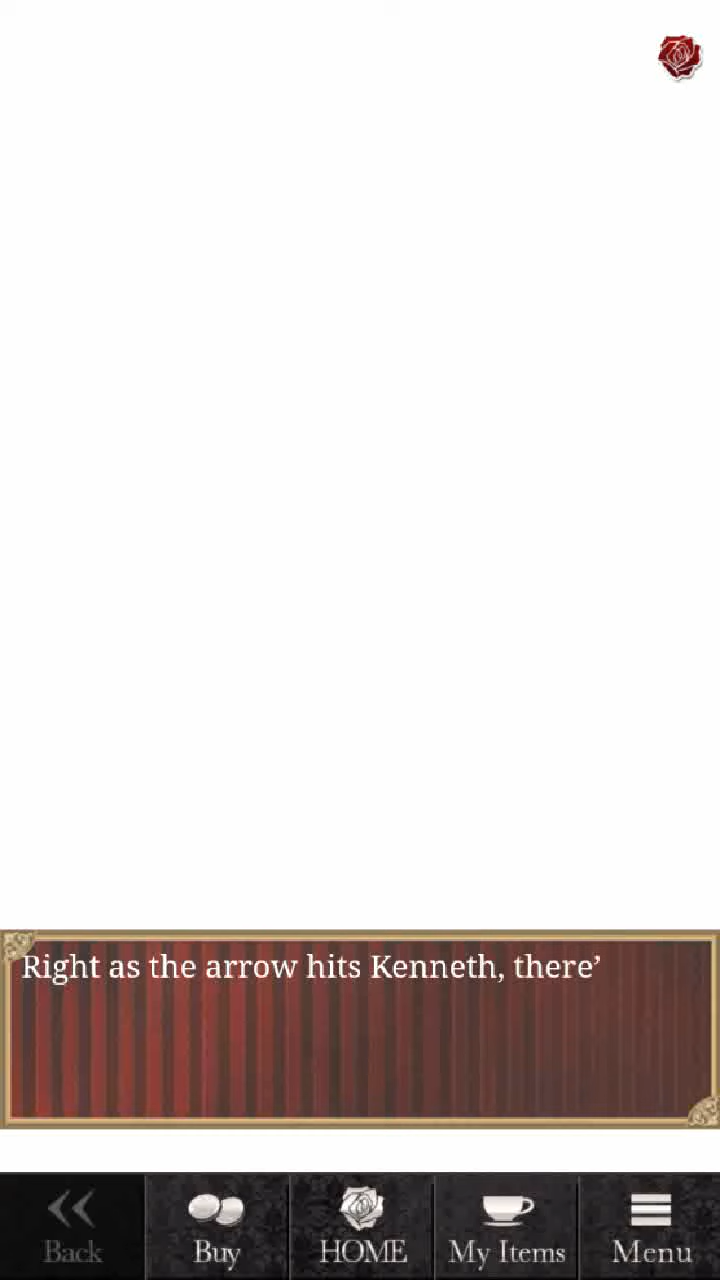 Right as the arrow hits Kenneth, there’
Back
Buy
HOME
My Items
Menu